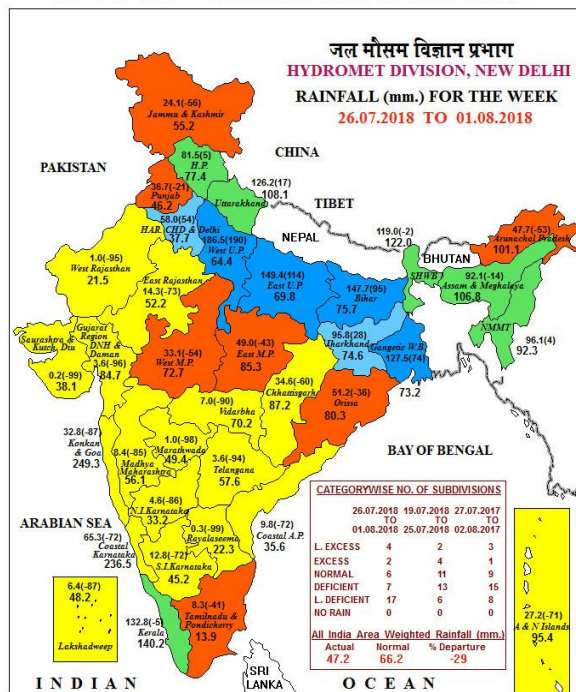 जल मौसम विज्ञान प्रभाग
HYDROMET DIVISION, NEW DELHI
RAINFALL (mm.) FOR THE WEEK
26.07.2018 TO 01.08.2018
24.1(-56)
Jammu & Kashmir
55.2
CHINA
PAKISTAN
81.5(5)
H.P.
77.4
36.7(-21)
Punjab
46.2
126.2(17)
108.1
Uttarakhand
TIBET
58.0(54)
HAR. CHD & Delhi
37.7
186.5(190)
West U.P.
64.4
NEPAL
119.0(-2)
122.0
BHUTAN
47.7(-53)
Arunachal Pradesh
101.1
1.0(-95)
West Rajasthan
21.5
East Rajasthan
14.3(-73)
52.2
149.4(114)
East U.P.
69.8
147.7(95)
Bihar
75.7
SHWB
92.1(-14)
Assam & Meghalaya
106.8
NMMT
96.1(4)
92.3
Gujarat
Region
DNH &
Daman
3.6(-96)
84.7
Saurashtra &
Kutch, Diu
0.2(-99)
38.1
33.1(-54)
West M.P.
72.7
49.0(-43)
East M.P.
85.3
95.8(28)
Jharkhand
74.6
Gangetic W.B.
127.5(74)
73.2
34.6(-60)
Chhattisgarh
87.2
51.2(-36)
Orissa
80.3
7.0(-90)
Vidarbha
70.2
32.8(-87)
Konkan
& Goa
249.3
8.4(-85)
Madhya
Maharashtra
56.1
1.0(-98)
Marathwada
49.4
3.6(-94)
Telangana
57.6
BAY OF BENGAL
ARABIAN SEA
4.6(-86)
N.I.Karnataka
33.2
0.3(-99)
Rayalaseema
22.3
9.8(-72)
Coastal A.P.
35.6
65.3(-72)
Coastal
Karnataka
236.5
12.8(-72)
S.I.Karnataka
45.2
6.4(-87)
48.2
Lakshadweep
132.8(-5)
Kerala
140.2
8.3(-41)
Tamilnadu &
Pondicherry
13.9
27.2(-71)
A & N Islands
95.4
CATEGORYWISE NO. OF SUBDIVISIONS
26.07.2018 19.07.2018 27.07.2017
TO TO TO
01.08.2018 25.07.2018 02.08.2017
L. EXCESS 4 2 3
EXCESS 2 4 1
NORMAL 6 11 9
DEFICIENT 7 13 15
L. DEFICIENT 17 6 8
NO RAIN 0 0 0
All India Area Weighted Rainfall (mm.)
Actual Normal % Departure
47.2 66.2 -29
SRI
LANKA
INDIAN OCEAN